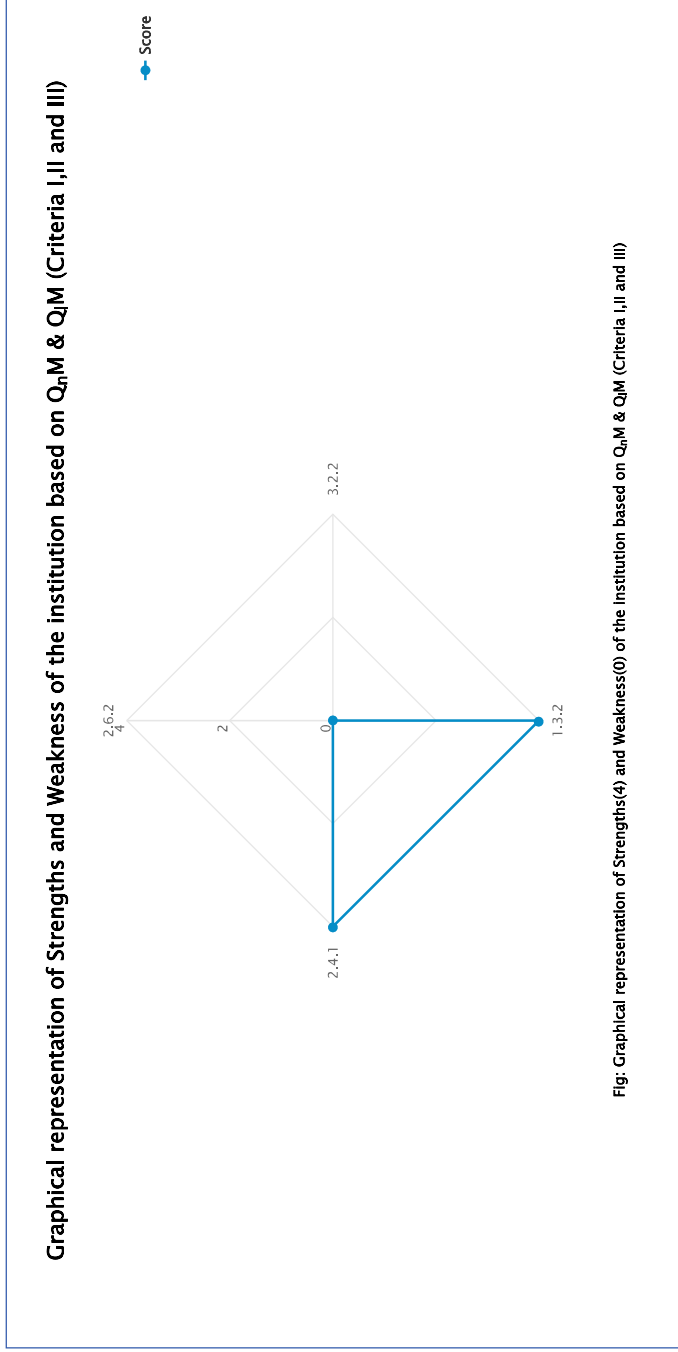 Graphical representation of Strengths and Weakness of the institution based on QₙM & QₗM (Criteria I,II and III)
Score
2.6.2
4
2
0
2.4.1
3.2.2
1.3.2
Fig: Graphical representation of Strengths(4) and Weakness(0) of the Institution based on QₙM & QₗM (Criteria I,II and III)